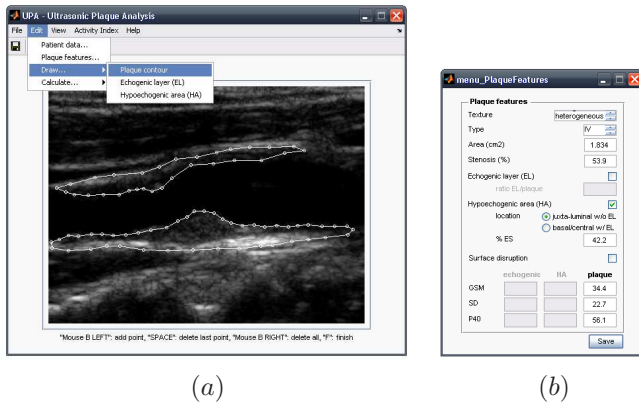 UPA - Ultrasonic Plaque Analysis
File Edit View Activity Index Help
Patient data...
Plaque features...
Draw...
Calculate...
Plaque contour
Echogenic layer (EL)
Hypoechogenic area (HA)
"Mouse B LEFT": add point, "SPACE": delete last point, "Mouse B RIGHT": delete all, "F": finish
(a)
menu_PlaqueFeatures
Plaque features
Texture heterogeneous
Type IV
Area (cm2) 1.834
Stenosis (%) 53.9
Echogenic layer (EL)
ratio EL/plaque
Hypoechogenic area (HA)
location juxta-luminal w/o EL
basal/central w/ EL
% ES 42.2
Surface disruption
echogenic HA plaque
GSM 34.4
SD 22.7
P40 56.1
Save
(b)